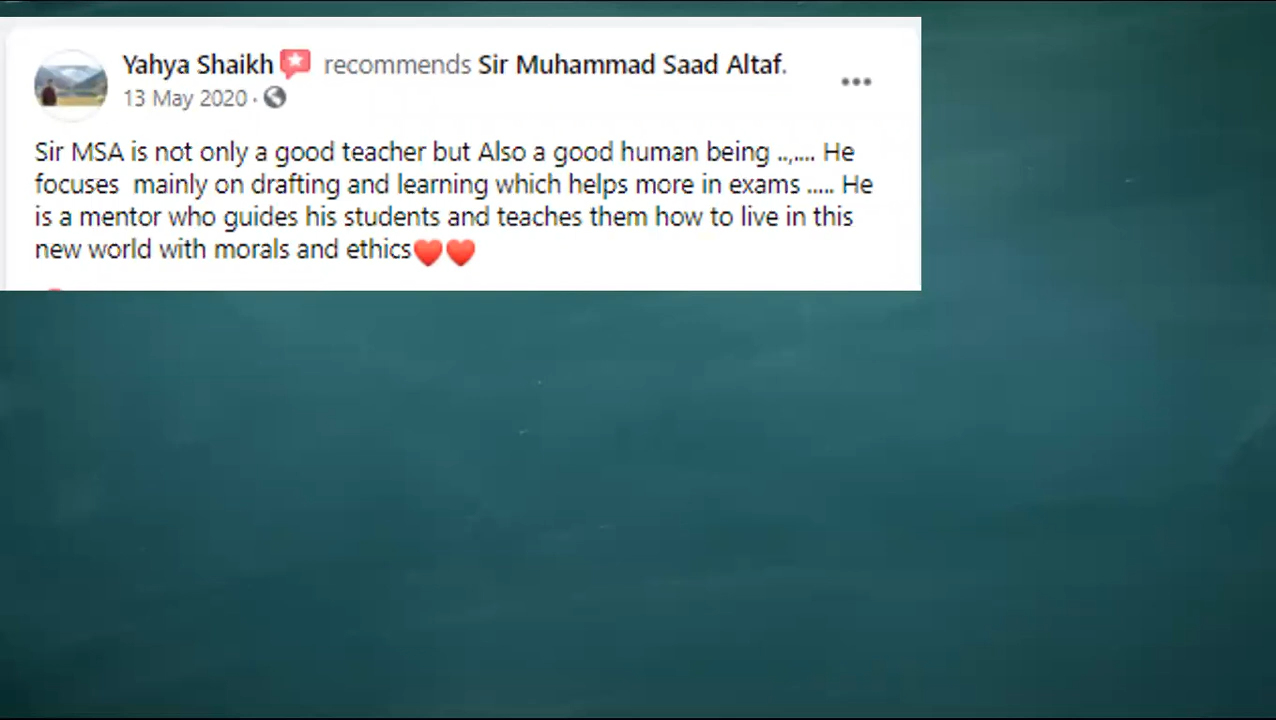 Yahya Shaikh recommends Sir Muhammad Saad Altaf.
13 May 2020 ·
Sir MSA is not only a good teacher but Also a good human being ..,.... He
focuses  mainly on drafting and learning which helps more in exams ..... He
is a mentor who guides his students and teaches them how to live in this
new world with morals and ethics❤️❤️